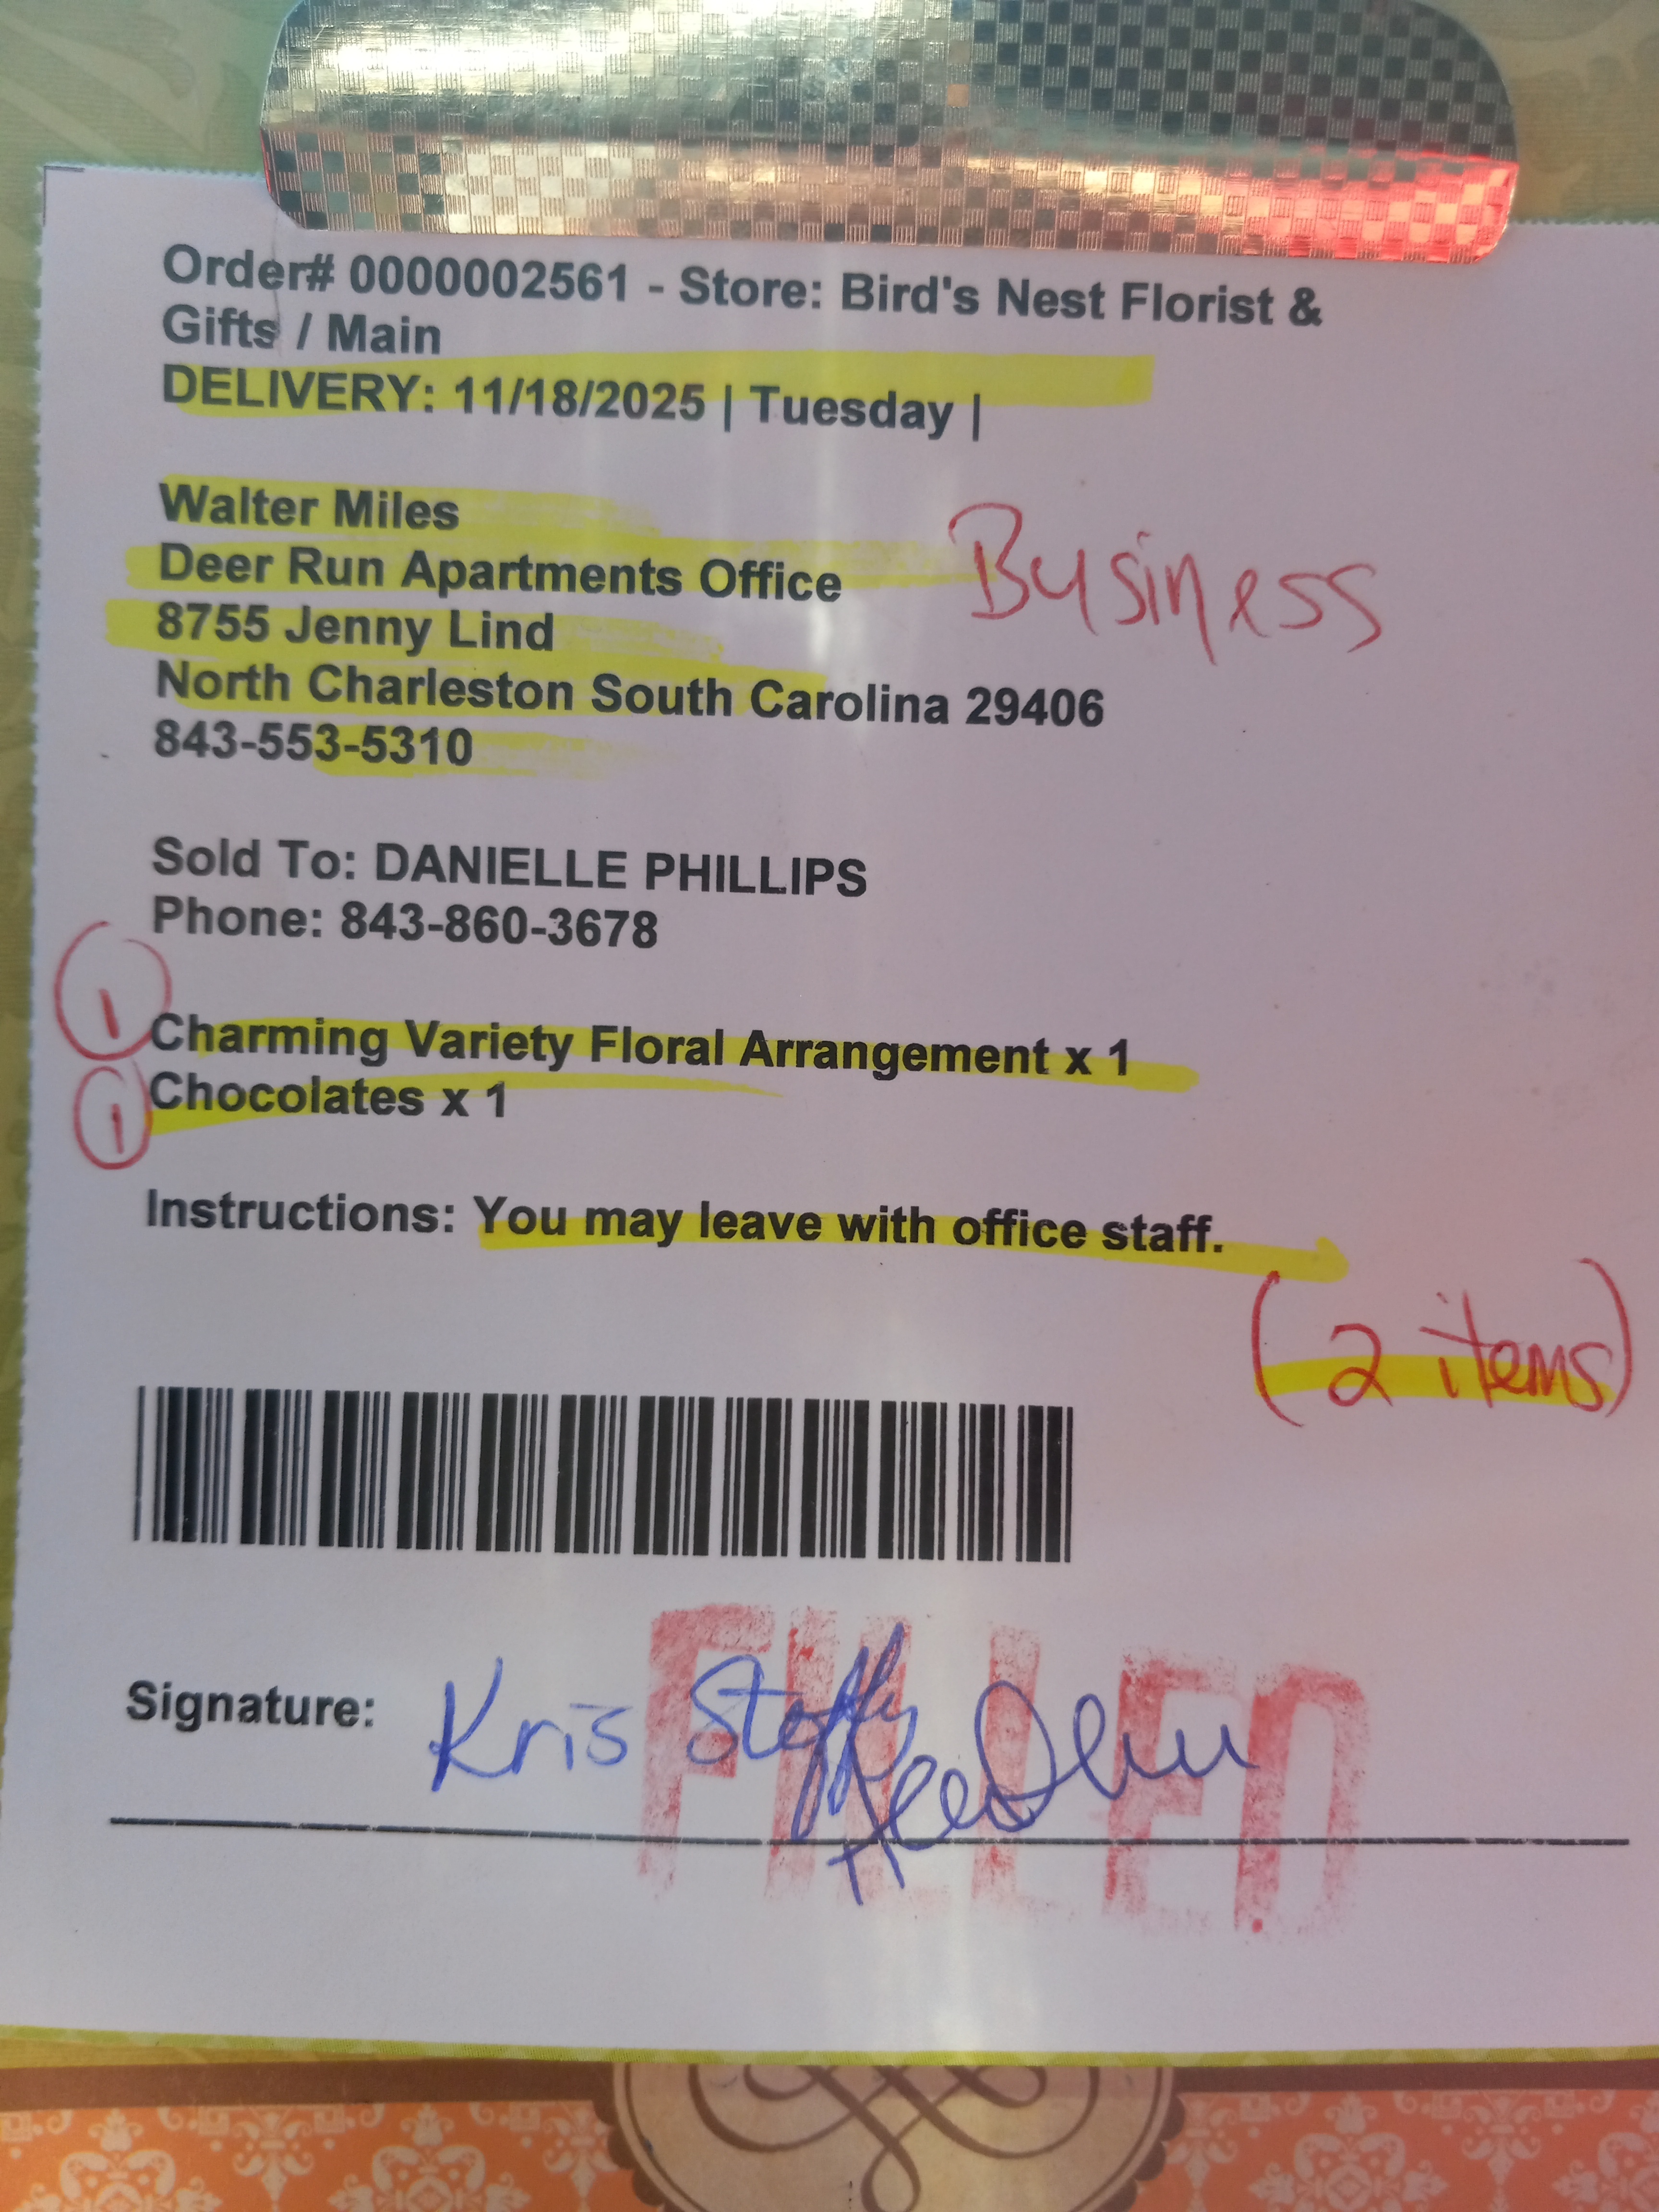 Order# 0000002561 - Store: Bird's Nest Florist &
Gifts / Main
DELIVERY: 11/18/2025 | Tuesday |
Walter Miles
Deer Run Apartments Office
Business
8755 Jenny Lind
North Charleston South Carolina 29406
843-553-5310
Sold To: DANIELLE PHILLIPS
Phone: 843-860-3678
1 Charming Variety Floral Arrangement x 1
1 Chocolates x 1
Instructions: You may leave with office staff.
(2 items)
FILLED
Signature: Kris